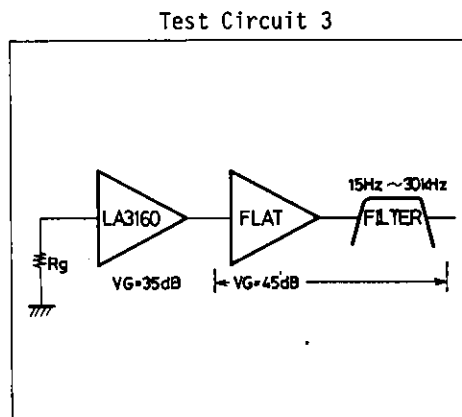 Test Circuit 3
15Hz ~ 30kHz
LA3160
FLAT
FILTER
Rg
VG=35dB
VG=45dB